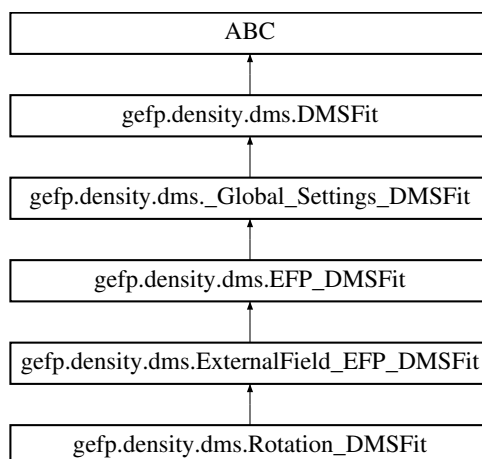 ABC
gefp.density.dms.DMSFit
gefp.density.dms._Global_Settings_DMSFit
gefp.density.dms.EFP_DMSFit
gefp.density.dms.ExternalField_EFP_DMSFit
gefp.density.dms.Rotation_DMSFit